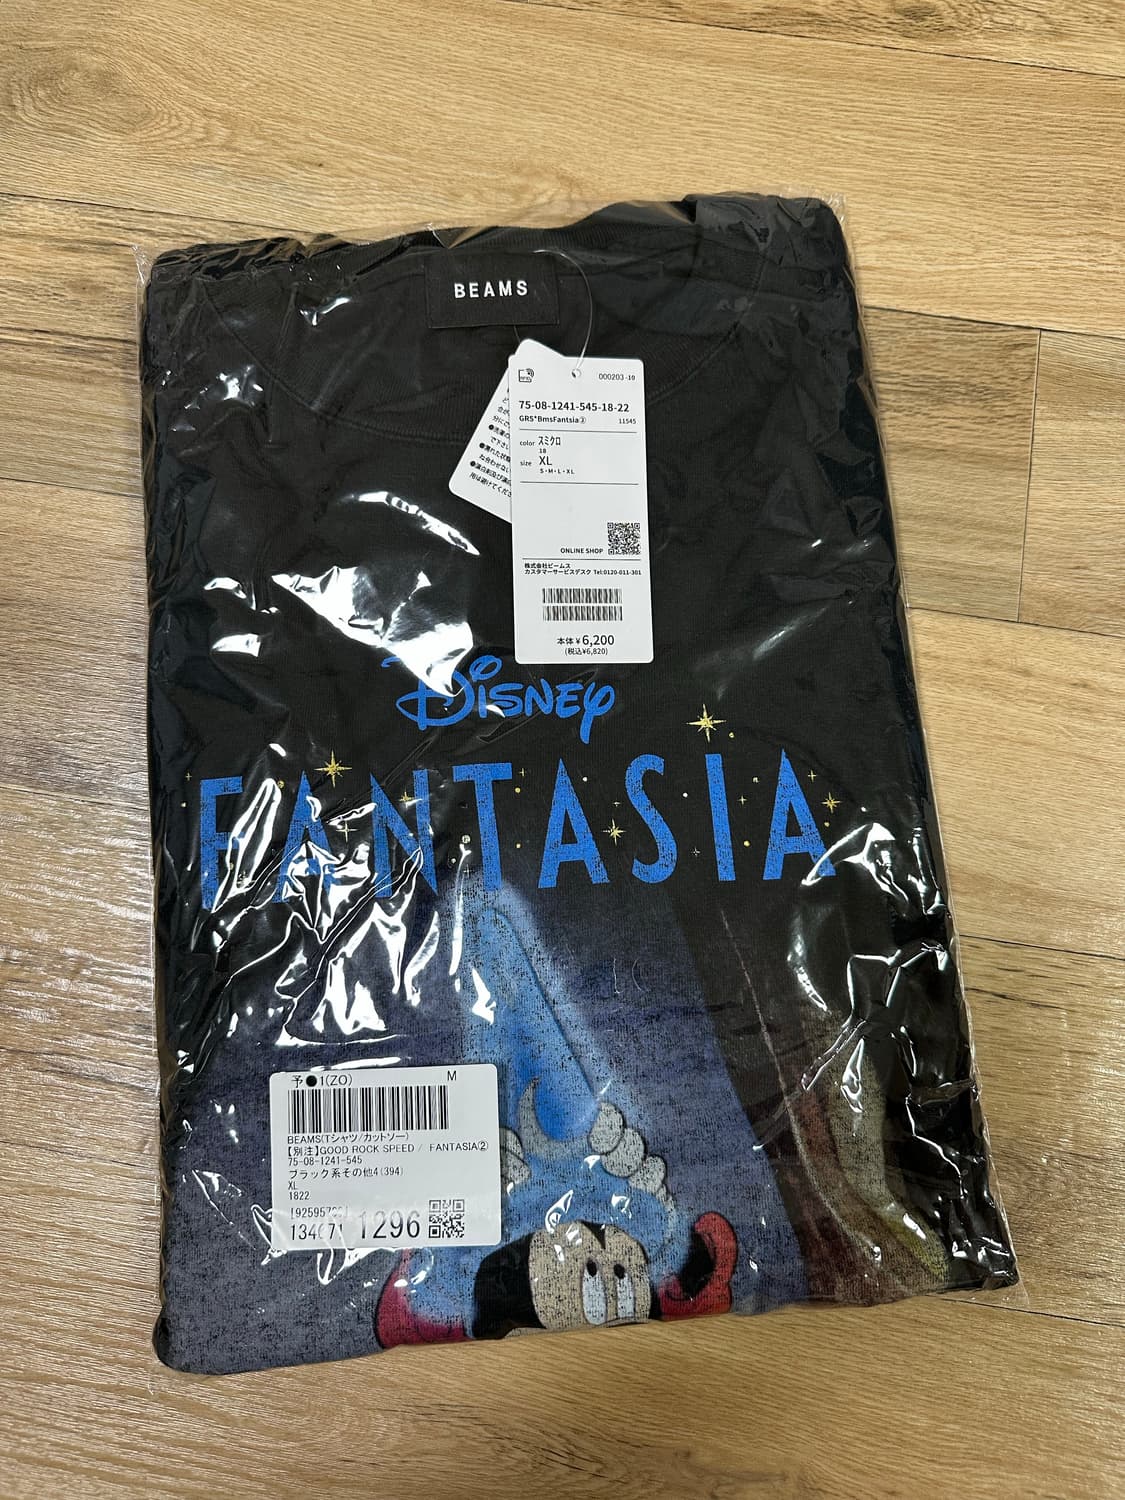 BEAMS
000203-10
75-08-1241-545-18-22
GRS*BmsFantsia②
11545
color スミクロ
18
size XL
S・M・L・XL
ONLINE SHOP
株式会社ビームス
カスタマーサービスデスク Tel:0120-011-301
本体 ¥6,200
(税込¥6,820)
DISNEY
FANTASIA
予●1(ZO)
M
BEAMS(Tシャツ/カットソー)
【別注】GOOD ROCK SPEED / FANTASIA②
75-08-1241-545
ブラック系その他4(394)
XL
1822
1296